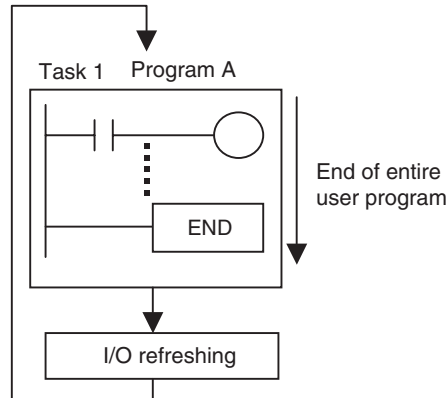 Task 1 Program A
END
End of entire
user program
I/O refreshing